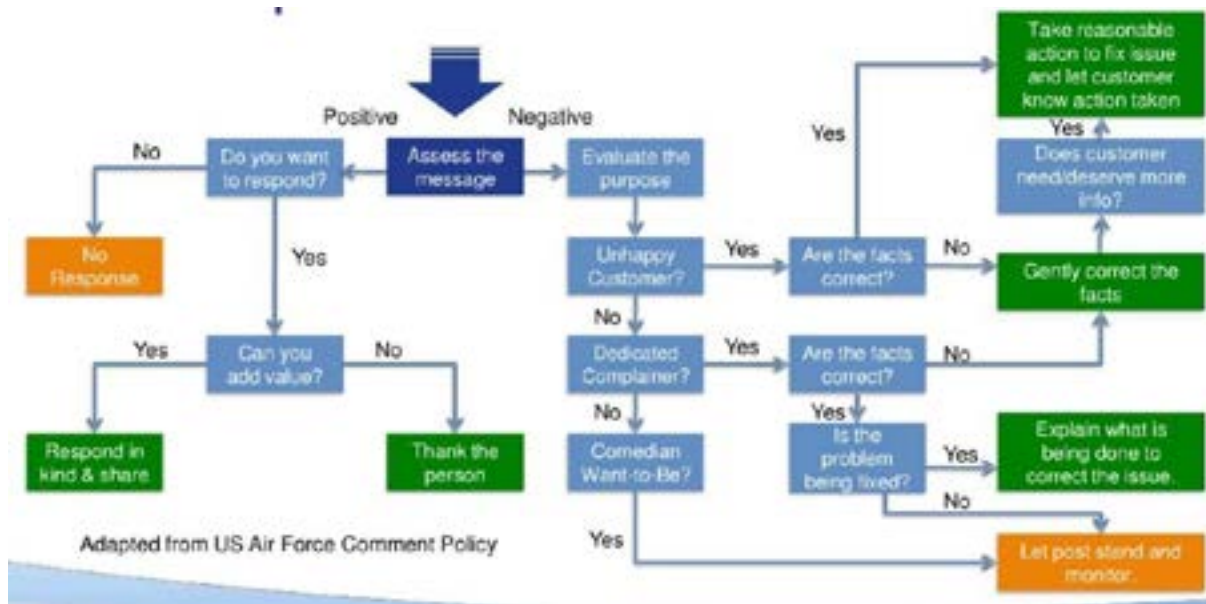 Take reasonable
action to fix issue
and let customer
know action taken
Positive
Negative
Yes
Yes
No
Do you want
to respond?
Assess the
message
Evaluate the
purpose
Does customer
need/deserve more
info?
No
Response
Yes
Unhappy
Customer?
Yes
Are the facts
correct?
No
Gently correct the
facts
No
Yes
Can you
add value?
No
Dedicated
Complainer?
Yes
Are the facts
correct?
No
No
Yes
Respond in
kind & share
Thank the
person
Comedian
Want-to-Be?
Is the
problem
being fixed?
Yes
Explain what is
being done to
correct the issue.
No
Adapted from US Air Force Comment Policy
Yes
Let post stand and
monitor.